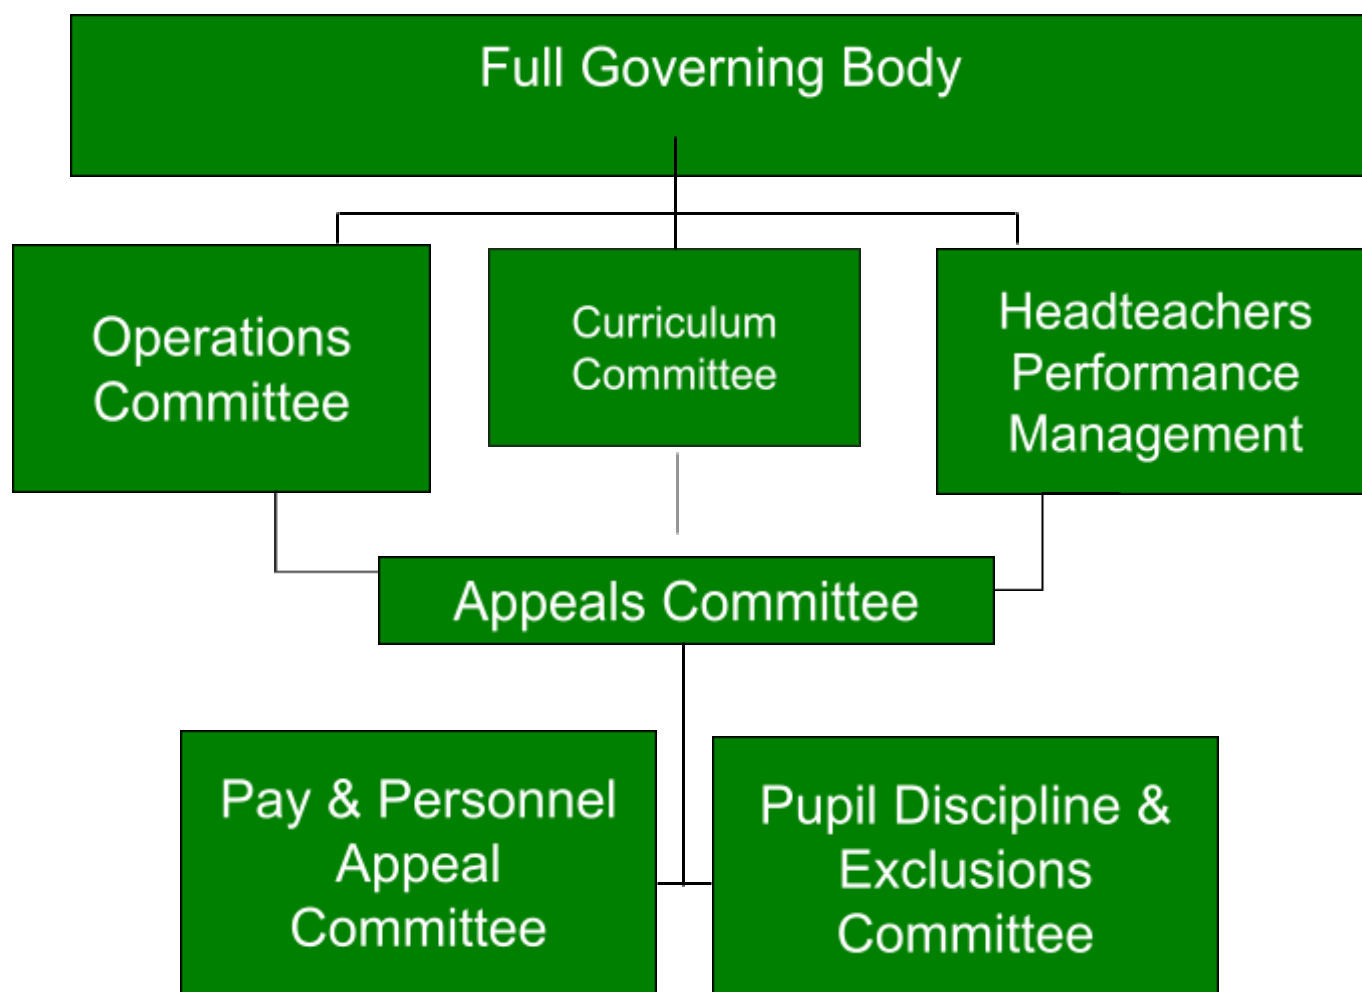 Full Governing Body
Operations
Committee
Curriculum
Committee
Headteachers
Performance
Management
Appeals Committee
Pay & Personnel
Appeal
Committee
Pupil Discipline &
Exclusions
Committee